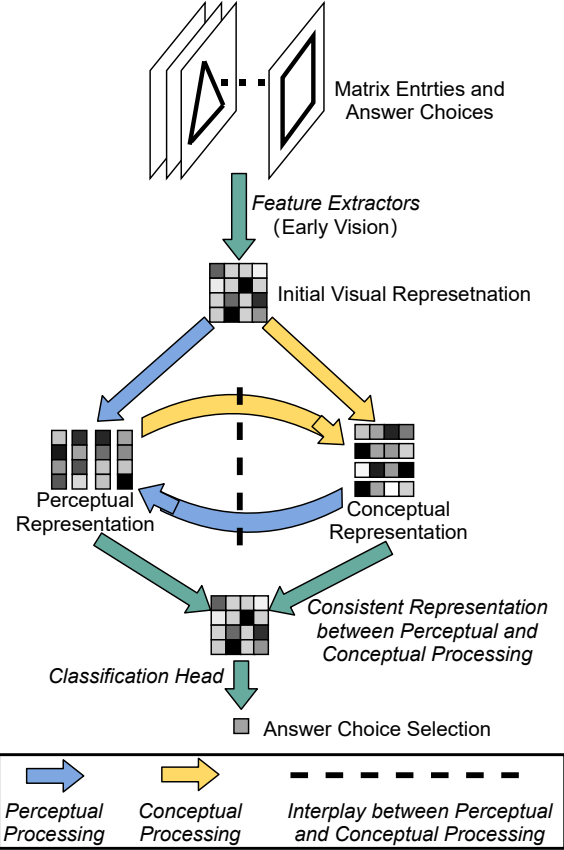 Matrix Entrties and
Answer Choices
Feature Extractors
(Early Vision)
Initial Visual Represetnation
Perceptual
Representation
Conceptual
Representation
Consistent Representation
between Perceptual and
Conceptual Processing
Classification Head
Answer Choice Selection
Perceptual
Processing
Conceptual
Processing
Interplay between Perceptual
and Conceptual Processing